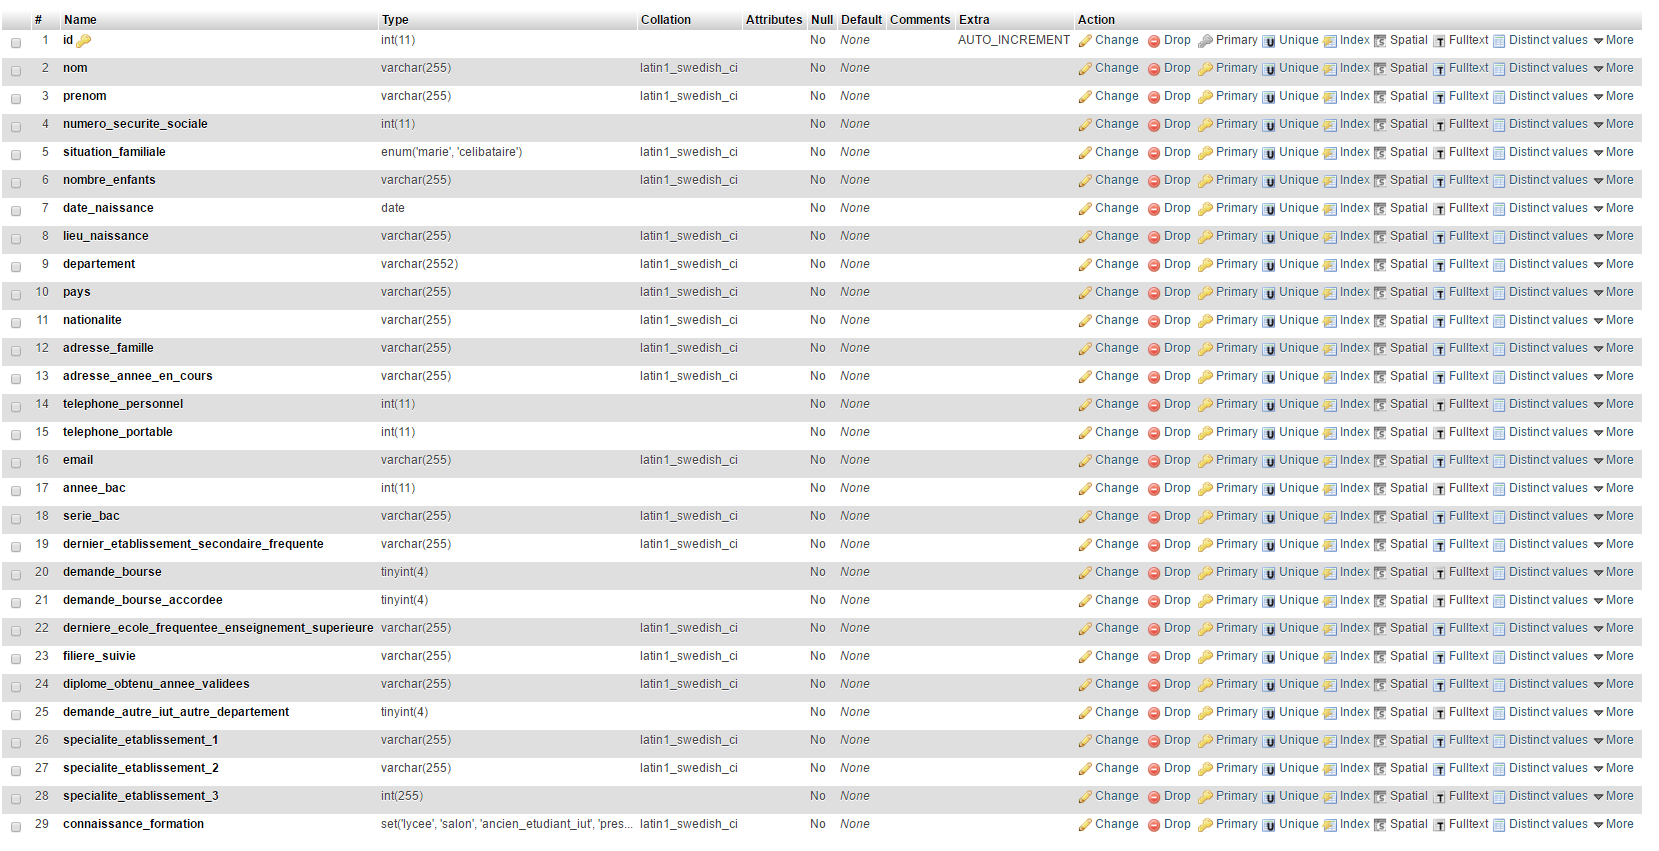 # Name Type Collation Attributes Null Default Comments Extra Action
1 id int(11) No None AUTO_INCREMENT Change Drop Primary Unique Index Spatial Fulltext Distinct values More
2 nom varchar(255) latin1_swedish_ci No None Change Drop Primary Unique Index Spatial Fulltext Distinct values More
3 prenom varchar(255) latin1_swedish_ci No None Change Drop Primary Unique Index Spatial Fulltext Distinct values More
4 numero_securite_sociale int(11) No None Change Drop Primary Unique Index Spatial Fulltext Distinct values More
5 situation_familiale enum('marie', 'celibataire') latin1_swedish_ci No None Change Drop Primary Unique Index Spatial Fulltext Distinct values More
6 nombre_enfants varchar(255) latin1_swedish_ci No None Change Drop Primary Unique Index Spatial Fulltext Distinct values More
7 date_naissance date No None Change Drop Primary Unique Index Spatial Fulltext Distinct values More
8 lieu_naissance varchar(255) latin1_swedish_ci No None Change Drop Primary Unique Index Spatial Fulltext Distinct values More
9 departement varchar(2552) latin1_swedish_ci No None Change Drop Primary Unique Index Spatial Fulltext Distinct values More
10 pays varchar(255) latin1_swedish_ci No None Change Drop Primary Unique Index Spatial Fulltext Distinct values More
11 nationalite varchar(255) latin1_swedish_ci No None Change Drop Primary Unique Index Spatial Fulltext Distinct values More
12 adresse_famille varchar(255) latin1_swedish_ci No None Change Drop Primary Unique Index Spatial Fulltext Distinct values More
13 adresse_annee_en_cours varchar(255) latin1_swedish_ci No None Change Drop Primary Unique Index Spatial Fulltext Distinct values More
14 telephone_personnel int(11) No None Change Drop Primary Unique Index Spatial Fulltext Distinct values More
15 telephone_portable int(11) No None Change Drop Primary Unique Index Spatial Fulltext Distinct values More
16 email varchar(255) latin1_swedish_ci No None Change Drop Primary Unique Index Spatial Fulltext Distinct values More
17 annee_bac int(11) No None Change Drop Primary Unique Index Spatial Fulltext Distinct values More
18 serie_bac varchar(255) latin1_swedish_ci No None Change Drop Primary Unique Index Spatial Fulltext Distinct values More
19 dernier_etablissement_secondaire_frequente varchar(255) latin1_swedish_ci No None Change Drop Primary Unique Index Spatial Fulltext Distinct values More
20 demande_bourse tinyint(4) No None Change Drop Primary Unique Index Spatial Fulltext Distinct values More
21 demande_bourse_accordee tinyint(4) No None Change Drop Primary Unique Index Spatial Fulltext Distinct values More
22 derniere_ecole_frequentee_enseignement_superieure varchar(255) latin1_swedish_ci No None Change Drop Primary Unique Index Spatial Fulltext Distinct values More
23 filiere_suivie varchar(255) latin1_swedish_ci No None Change Drop Primary Unique Index Spatial Fulltext Distinct values More
24 diplome_obtenu_annee_validees varchar(255) latin1_swedish_ci No None Change Drop Primary Unique Index Spatial Fulltext Distinct values More
25 demande_autre_iut_autre_departement tinyint(4) No None Change Drop Primary Unique Index Spatial Fulltext Distinct values More
26 specialite_etablissement_1 varchar(255) latin1_swedish_ci No None Change Drop Primary Unique Index Spatial Fulltext Distinct values More
27 specialite_etablissement_2 varchar(255) latin1_swedish_ci No None Change Drop Primary Unique Index Spatial Fulltext Distinct values More
28 specialite_etablissement_3 int(255) No None Change Drop Primary Unique Index Spatial Fulltext Distinct values More
29 connaissance_formation set('lycee', 'salon', 'ancien_etudiant_iut', 'pres... latin1_swedish_ci No None Change Drop Primary Unique Index Spatial Fulltext Distinct values More